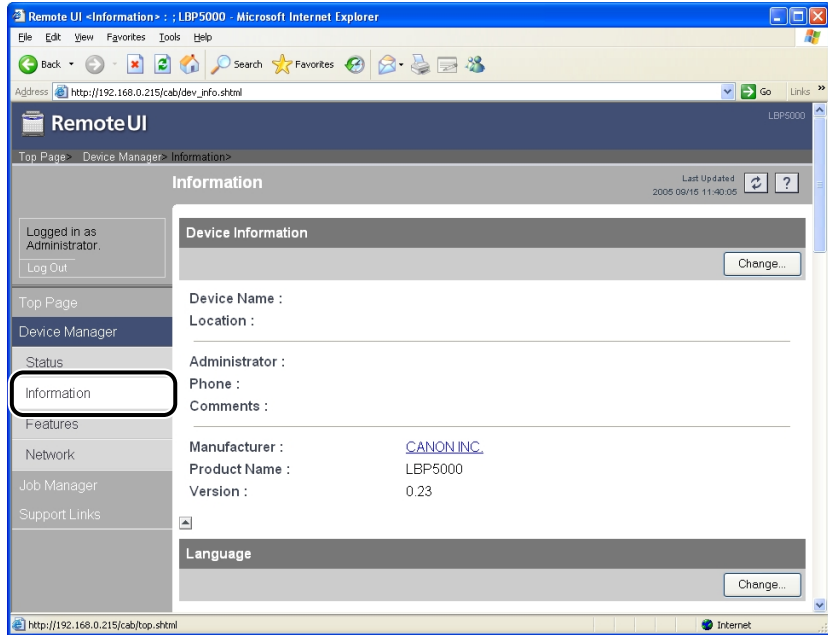 Remote UI <Information> : ; LBP5000 - Microsoft Internet Explorer
File Edit View Favorites Tools Help
Back Search Favorites
Address http://192.168.0.215/cab/dev_info.shtml Go Links »
RemoteUI LBP5000
Top Page> Device Manager> Information>
Information
Last Updated
2005 09/15 11:40:05
?
Logged in as
Administrator.
Log Out
Top Page
Device Manager
Status
Information
Features
Network
Job Manager
Support Links
Device Information
Change...
Device Name :
Location :
Administrator :
Phone :
Comments :
Manufacturer : CANON INC.
Product Name : LBP5000
Version : 0.23
Language
Change...
http://192.168.0.215/cab/top.shtml Internet